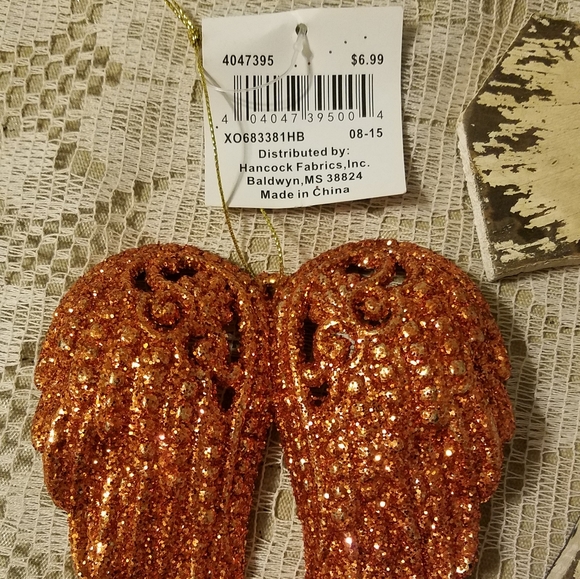 4047395 $6.99
4 04047 39500 4
XO683381HB 08-15
Distributed by:
Hancock Fabrics,Inc.
Baldwyn,MS 38824
Made in China